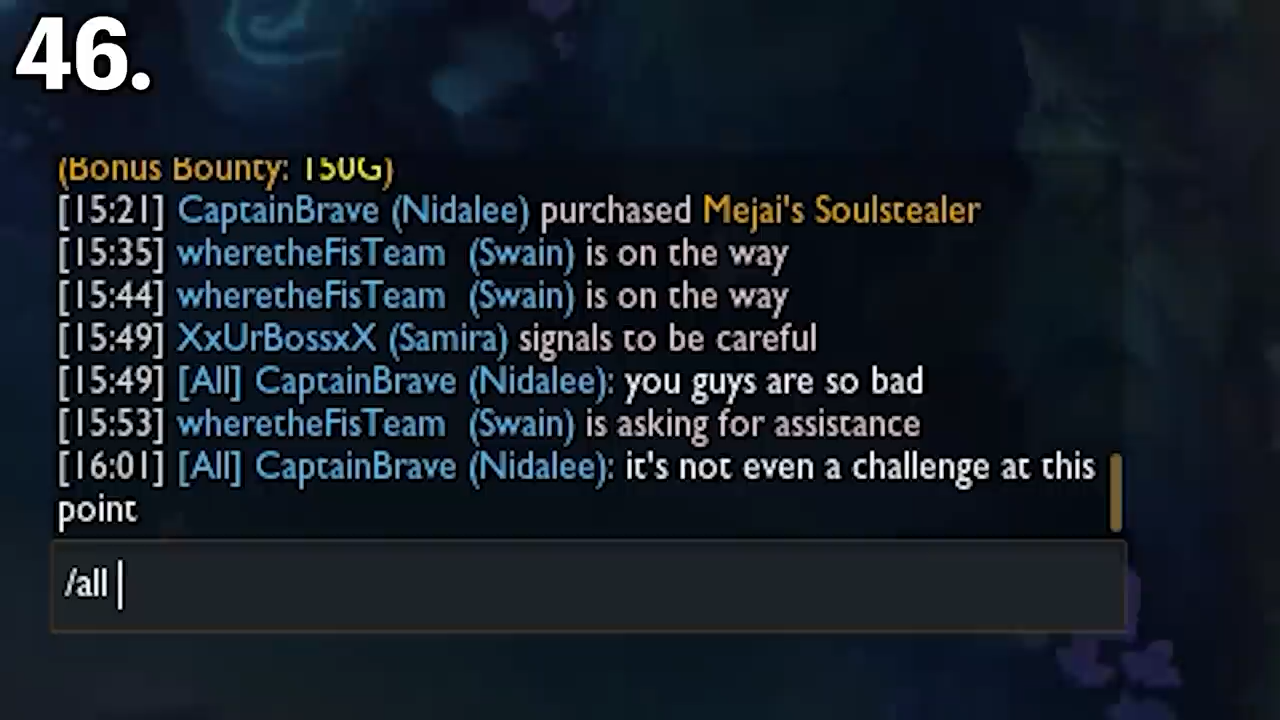 46.
(Bonus Bounty: 150G)
[15:21] CaptainBrave (Nidalee) purchased Mejai's Soulstealer
[15:35] wheretheFisTeam (Swain) is on the way
[15:44] wheretheFisTeam (Swain) is on the way
[15:49] XxUrBossxX (Samira) signals to be careful
[15:49] [All] CaptainBrave (Nidalee): you guys are so bad
[15:53] wheretheFisTeam (Swain) is asking for assistance
[16:01] [All] CaptainBrave (Nidalee): it's not even a challenge at this
point
/all